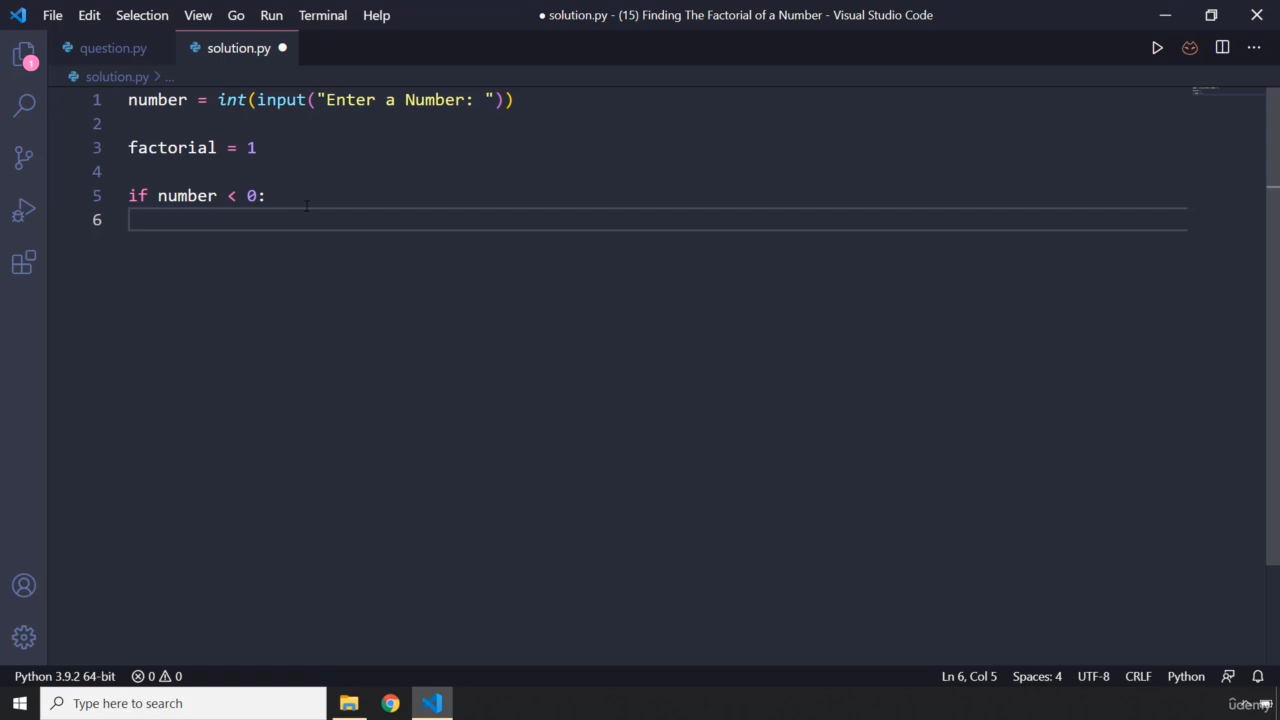 File Edit Selection View Go Run Terminal Help
● solution.py - (15) Finding The Factorial of a Number - Visual Studio Code
question.py
solution.py ●
solution.py > ...
1 number = int(input("Enter a Number: "))
2
3 factorial = 1
4
5 if number < 0:
6
1
Python 3.9.2 64-bit
0 0
Ln 6, Col 5 Spaces: 4 UTF-8 CRLF Python
Type here to search
Udemy